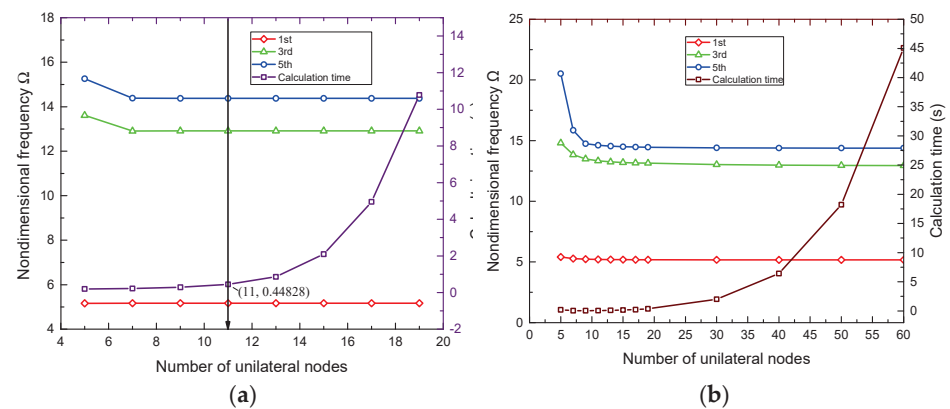 18
16
14
12
10
8
6
4
Nondimensional frequency Ω
1st
3rd
5th
Calculation time
(11, 0.44828)
14
12
10
8
6
4
2
0
-2
4 6 8 10 12 14 16 18 20
Number of unilateral nodes
(a)
25
20
15
10
5
0
Nondimensional frequency Ω
1st
3rd
5th
Calculation time
50
45
40
35
30
25
20
15
10
5
0
Calculation time (s)
0 5 10 15 20 25 30 35 40 45 50 55 60
Number of unilateral nodes
(b)